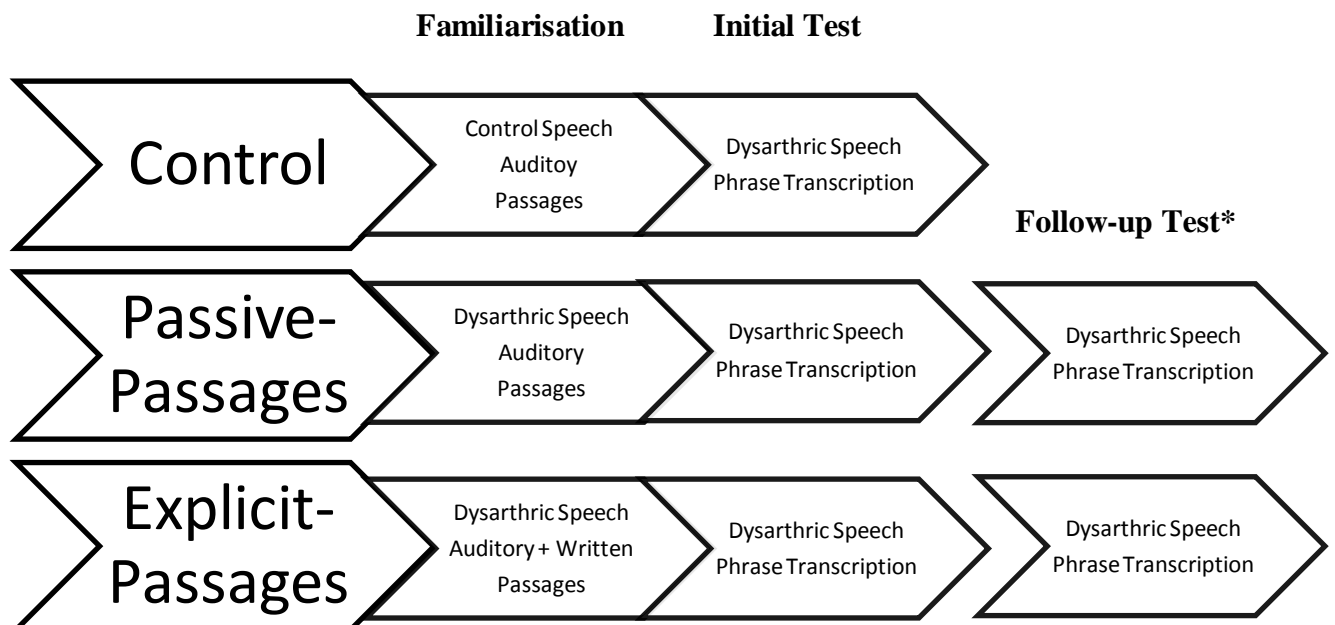 Familiarisation Initial Test
Control
Control Speech
Auditoy
Passages
Dysarthric Speech
Phrase Transcription
Follow-up Test*
Passive-
Passages
Dysarthric Speech
Auditory
Passages
Dysarthric Speech
Phrase Transcription
Dysarthric Speech
Phrase Transcription
Explicit-
Passages
Dysarthric Speech
Auditory + Written
Passages
Dysarthric Speech
Phrase Transcription
Dysarthric Speech
Phrase Transcription